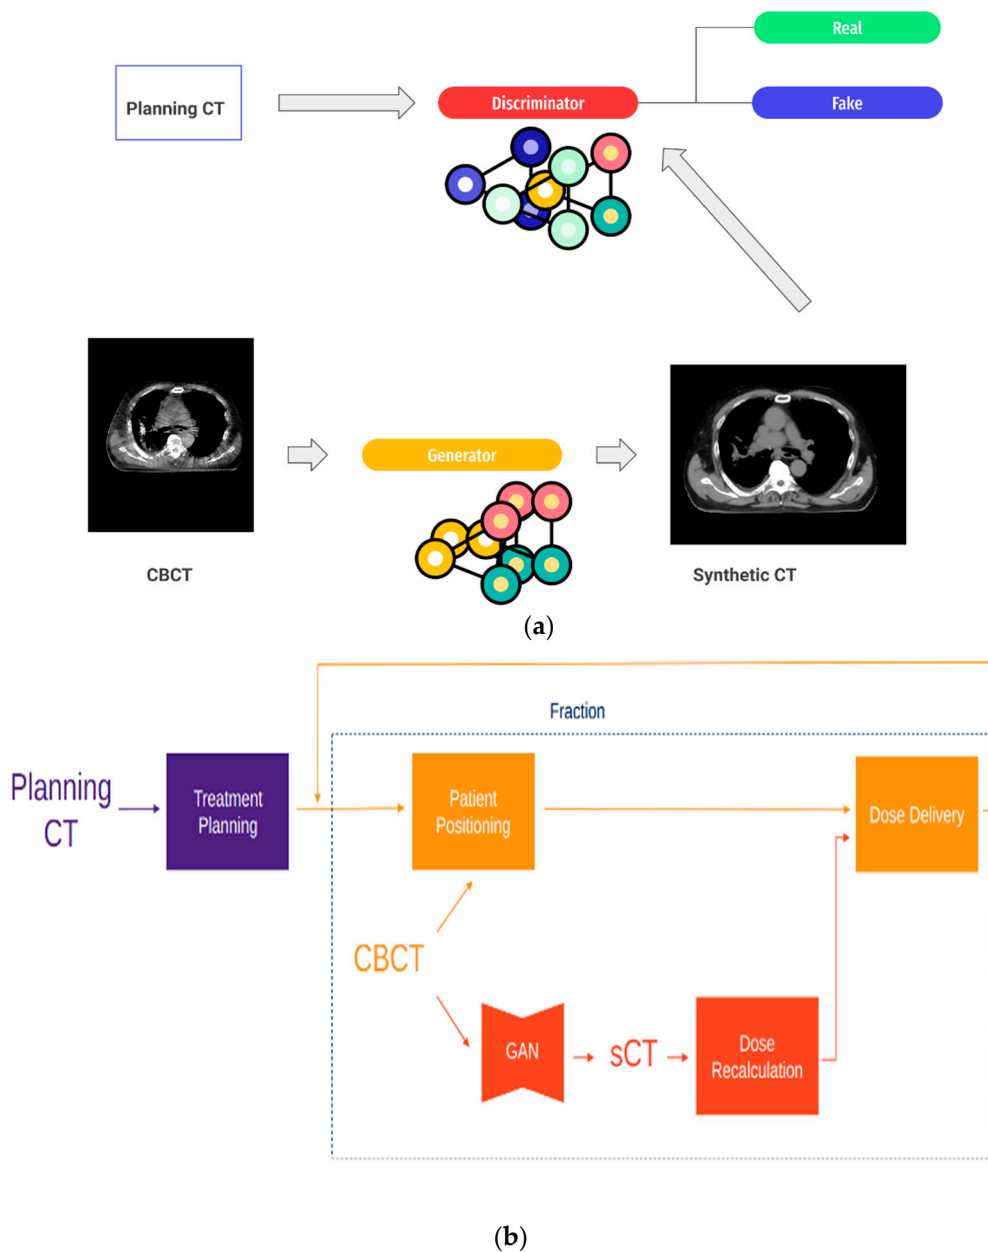 Real
Planning CT
Discriminator
Fake
Generator
CBCT
Synthetic CT
(a)
Fraction
Planning
CT
Treatment
Planning
Patient
Positioning
Dose Delivery
CBCT
GAN
sCT
Dose
Recalculation
(b)